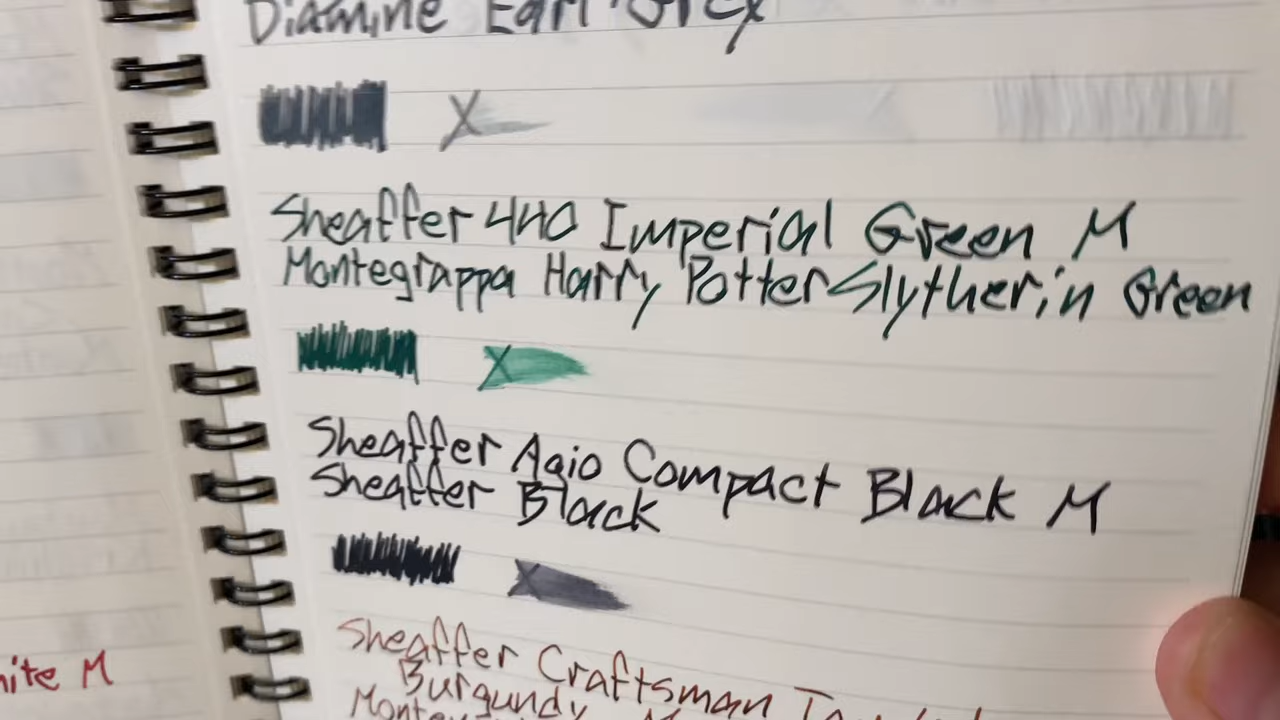 Diamine Earl Grey
X
Sheaffer 440 Imperial Green M
Montegrappa Harry Potter Slytherin Green
X
Sheaffer Agio Compact Black M
Sheaffer Black
X
Sheaffer Craftsman
Burgundy
M